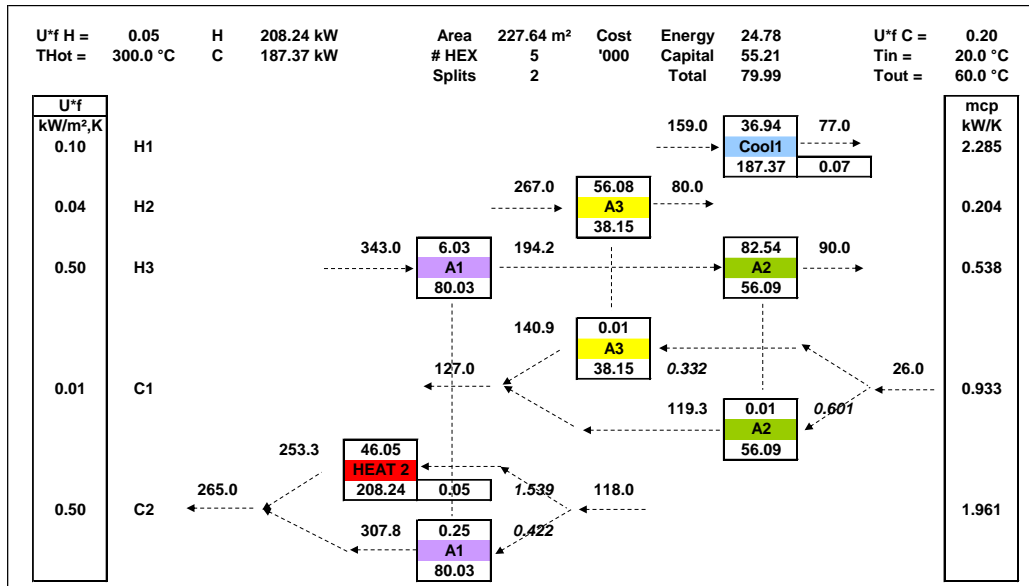 U*f H = 0.05 H 208.24 kW Area 227.64 m² Cost Energy 24.78 U*f C = 0.20
THot = 300.0 °C C 187.37 kW # HEX 5 '000 Capital 55.21 Tin = 20.0 °C
Splits 2 Total 79.99 Tout = 60.0 °C
U*f mcp
kW/m²,K kW/K
159.0 36.94 77.0
0.10 H1 Cool1 2.285
187.37 0.07
267.0 56.08 80.0
0.04 H2 A3 0.204
38.15
343.0 6.03 194.2 82.54 90.0
0.50 H3 A1 A2 0.538
80.03 56.09
140.9 0.01
A3
127.0 38.15 0.332 26.0
0.01 C1 0.933
119.3 0.01 0.601
A2
56.09
253.3 46.05
HEAT 2
265.0 208.24 0.05 1.539 118.0
0.50 C2 1.961
307.8 0.25 0.422
A1
80.03